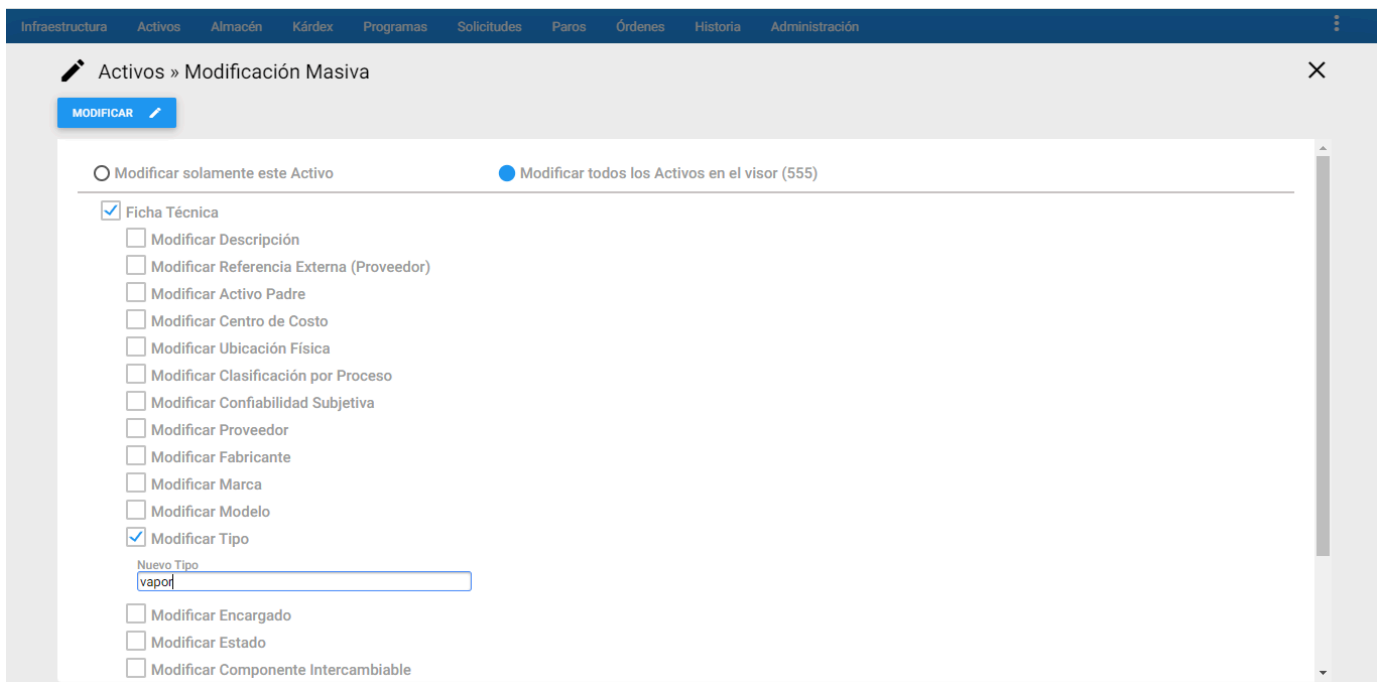 Infraestructura Activos Almacén Kárdex Programas Solicitudes Paros Órdenes Historia Administración
Activos » Modificación Masiva
MODIFICAR
Modificar solamente este Activo Modificar todos los Activos en el visor (555)
Ficha Técnica
Modificar Descripción
Modificar Referencia Externa (Proveedor)
Modificar Activo Padre
Modificar Centro de Costo
Modificar Ubicación Física
Modificar Clasificación por Proceso
Modificar Confiabilidad Subjetiva
Modificar Proveedor
Modificar Fabricante
Modificar Marca
Modificar Modelo
Modificar Tipo
Nuevo Tipo
vapor
Modificar Encargado
Modificar Estado
Modificar Componente Intercambiable